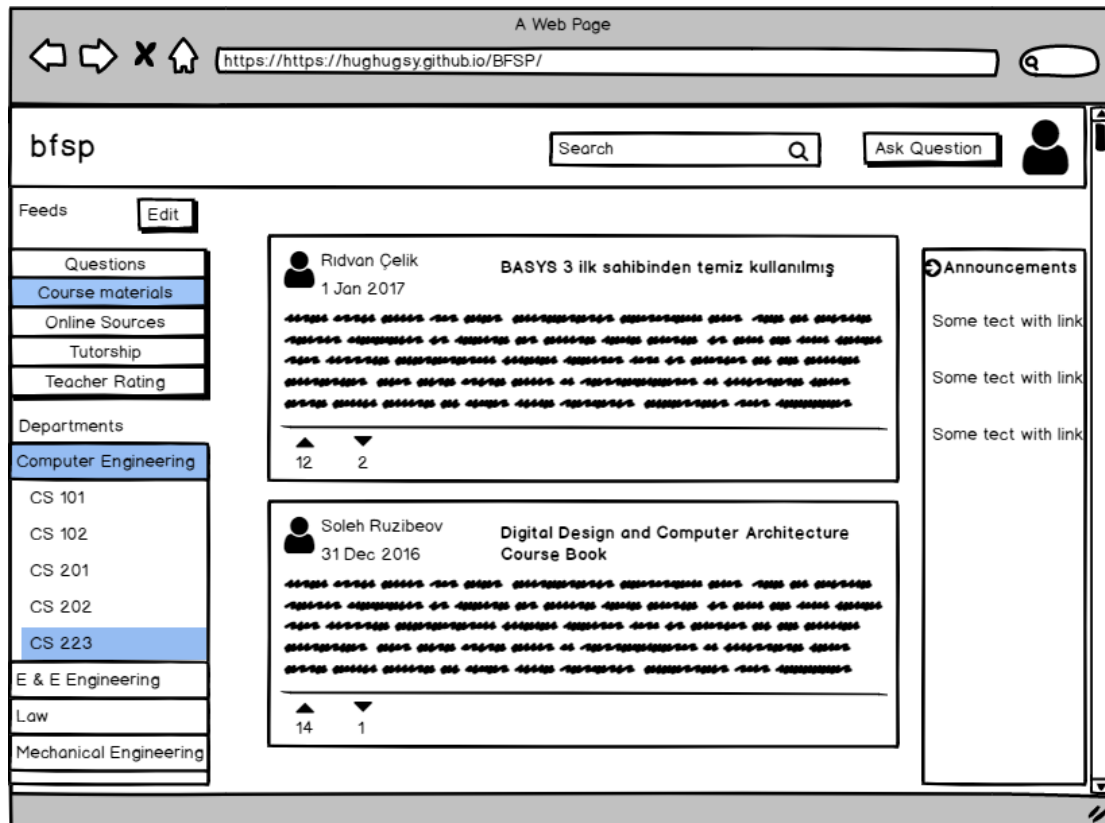 A Web Page
https://https://hughugsy.github.io/BFSP/
bfsp
Search
Ask Question
Feeds
Edit
Questions
Course materials
Online Sources
Tutorship
Teacher Rating
Departments
Computer Engineering
CS 101
CS 102
CS 201
CS 202
CS 223
E & E Engineering
Law
Mechanical Engineering
Rıdvan Çelik
1 Jan 2017
BASYS 3 ilk sahibinden temiz kullanılmış
12
2
Soleh Ruzibeov
31 Dec 2016
Digital Design and Computer Architecture
Course Book
14
1
Announcements
Some tect with link
Some tect with link
Some tect with link